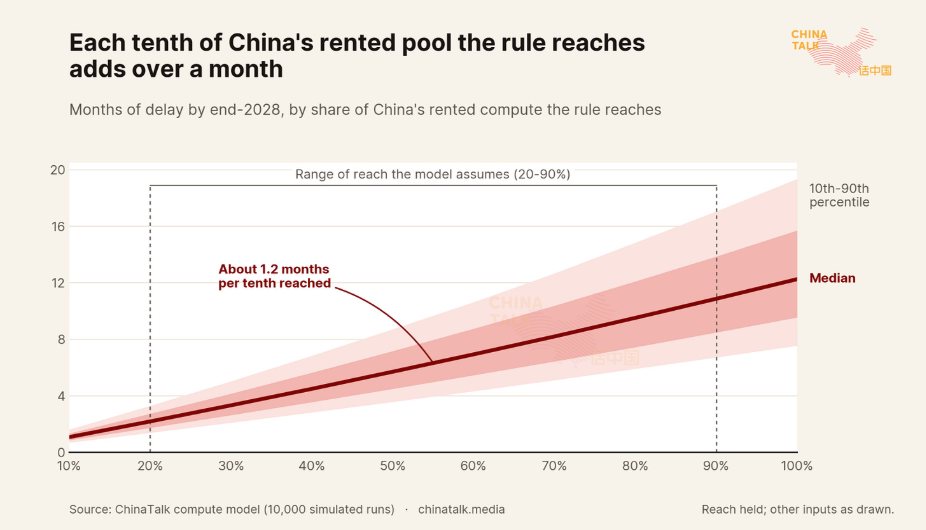 Each tenth of China's rented pool the rule reaches
adds over a month
CHINA
TALK
话中国
Months of delay by end-2028, by share of China's rented compute the rule reaches
20
Range of reach the model assumes (20-90%)
10th-90th
percentile
16
About 1.2 months
per tenth reached
12
Median
CHINA
TALK
话中国
8
4
0
10%
20%
30%
40%
50%
60%
70%
80%
90%
100%
Source: ChinaTalk compute model (10,000 simulated runs) · chinatalk.media
Reach held; other inputs as drawn.